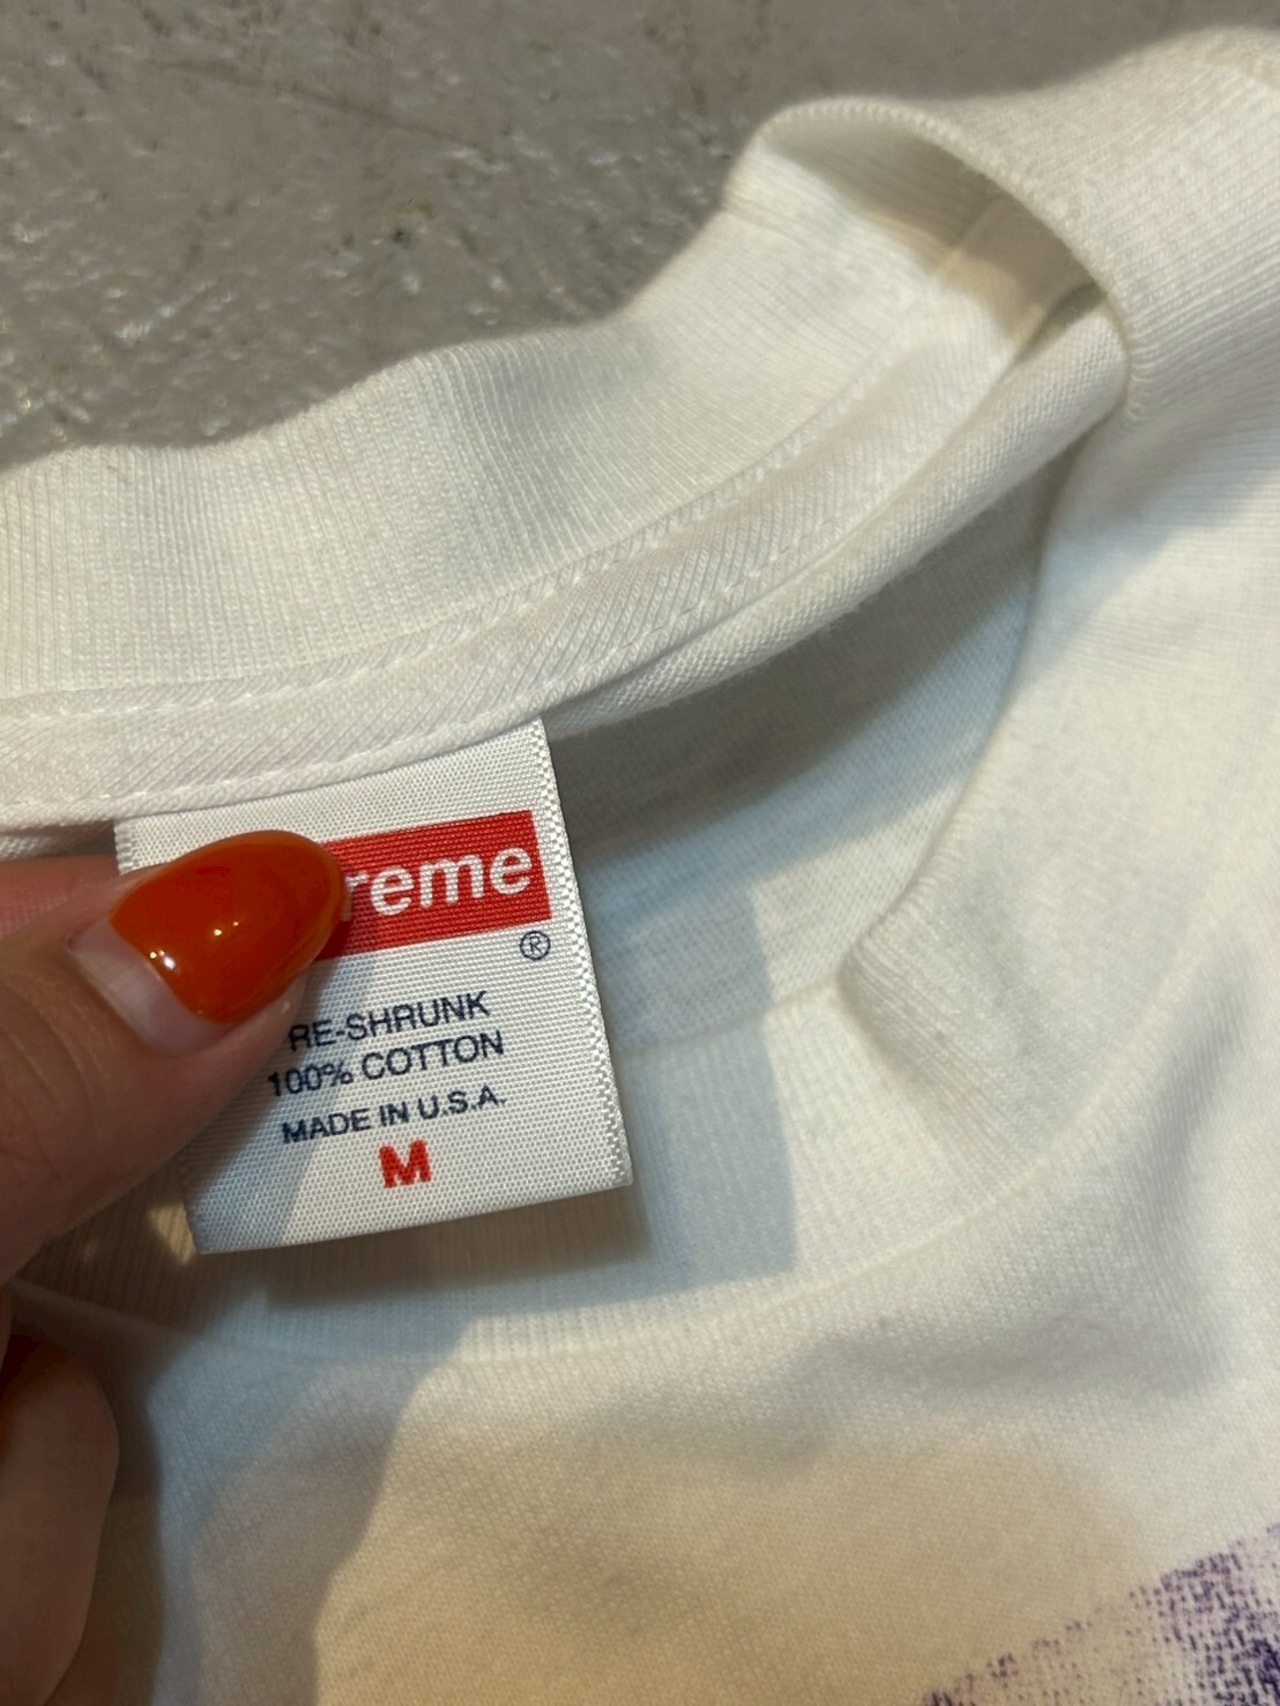 reme
®
RE-SHRUNK
100% COTTON
MADE IN U.S.A.
M